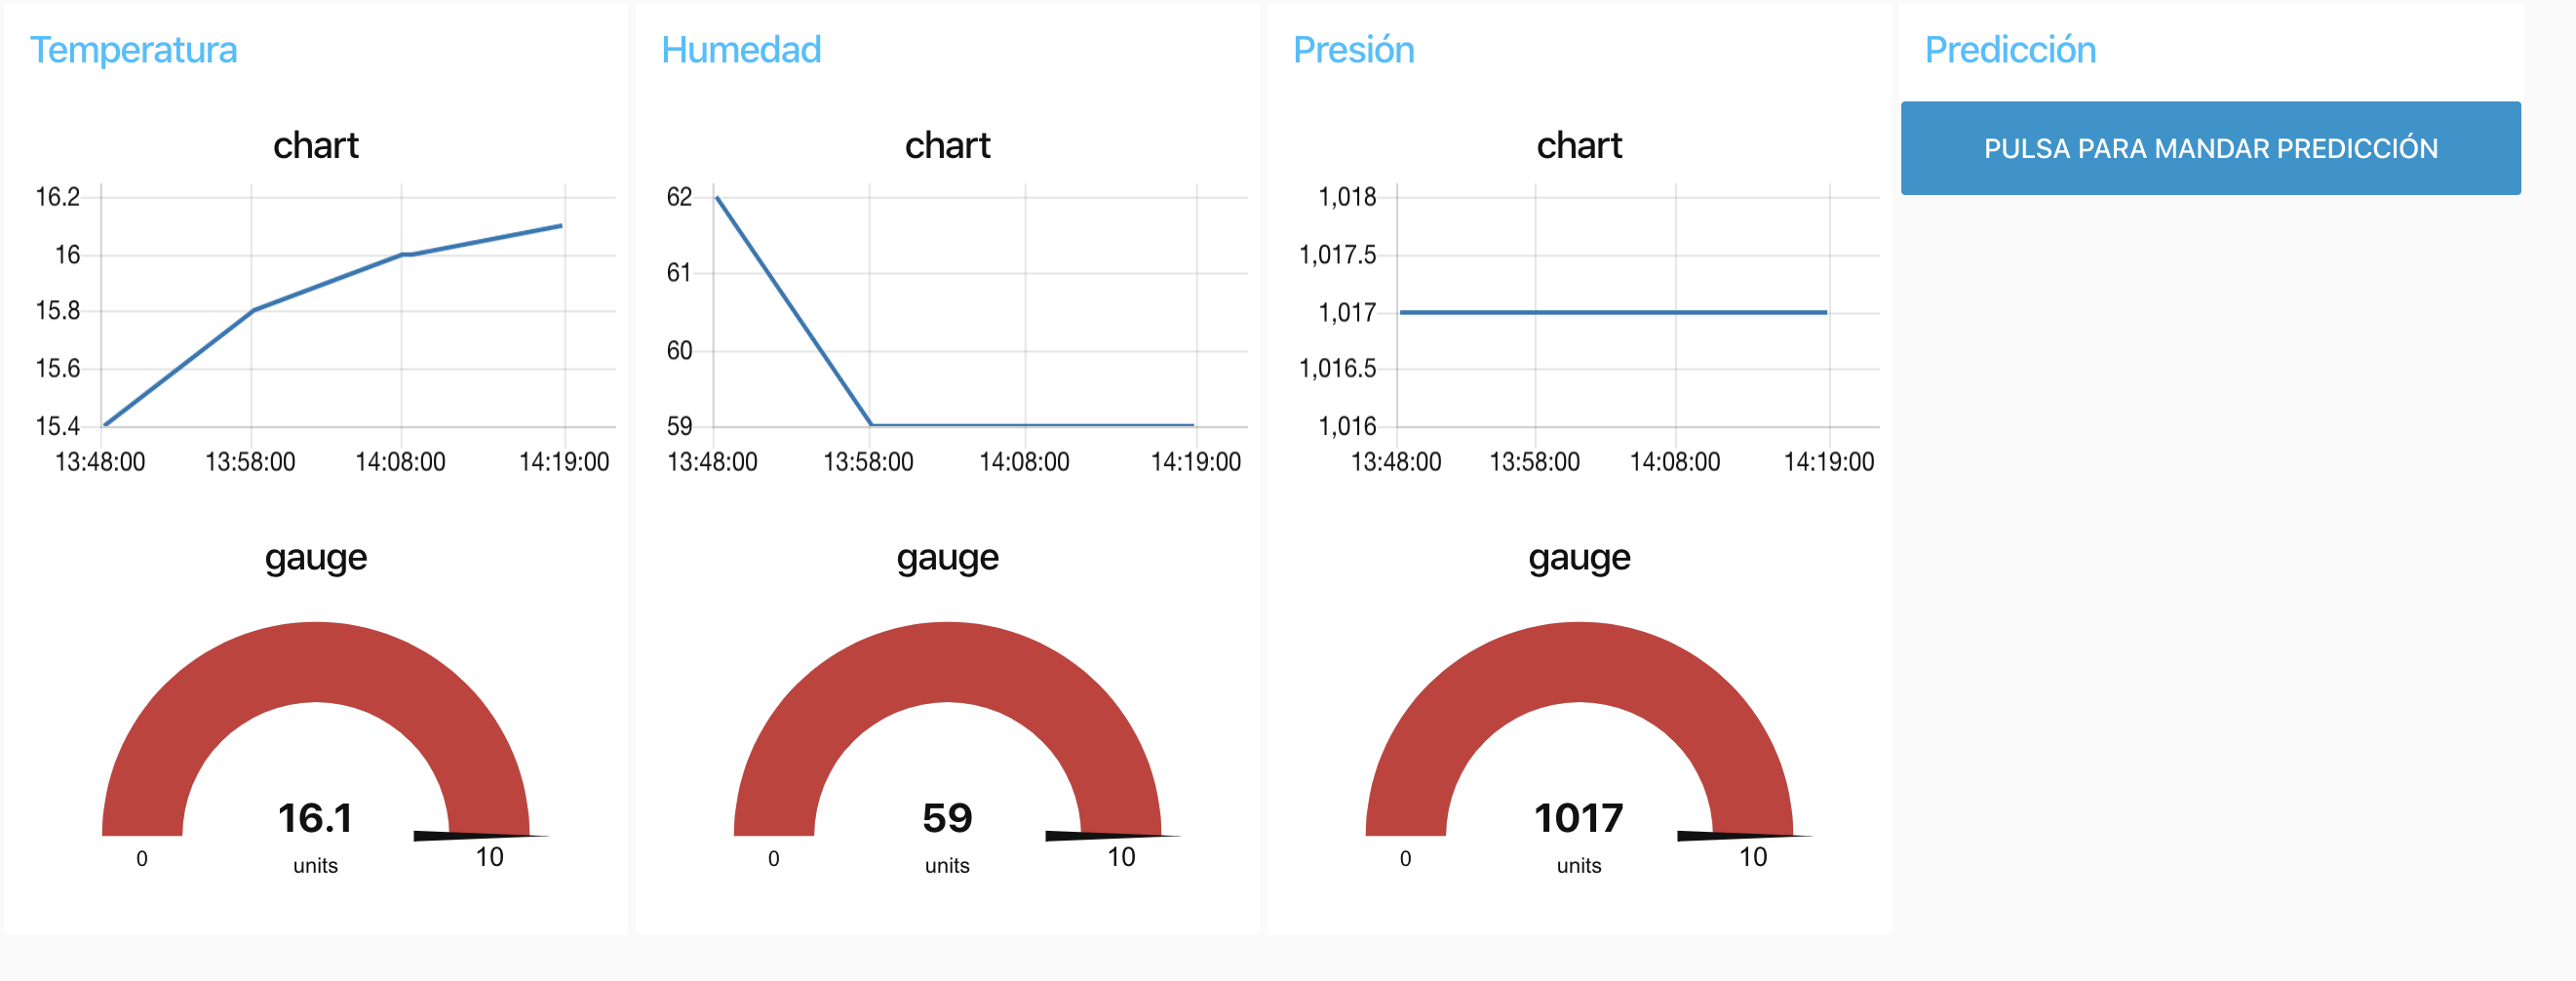 Temperatura
chart
16.2
16
15.8
15.6
15.4
13:48:00 13:58:00 14:08:00 14:19:00
gauge
16.1
units
0 10
Humedad
chart
62
61
60
59
13:48:00 13:58:00 14:08:00 14:19:00
gauge
59
units
0 10
Presión
chart
1,018
1,017.5
1,017
1,016.5
1,016
13:48:00 13:58:00 14:08:00 14:19:00
gauge
1017
units
0 10
Predicción
PULSA PARA MANDAR PREDICCIÓN